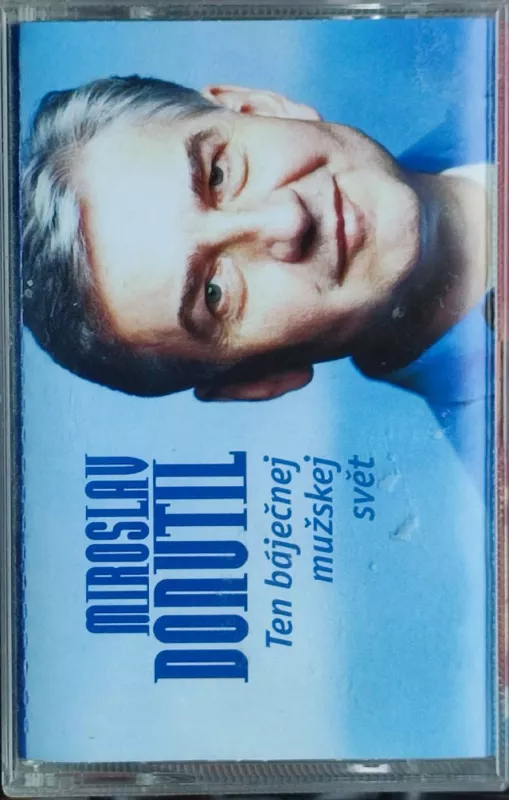 MIROSLAV
DONUTIL
Ten báječnej
mužskej
svět